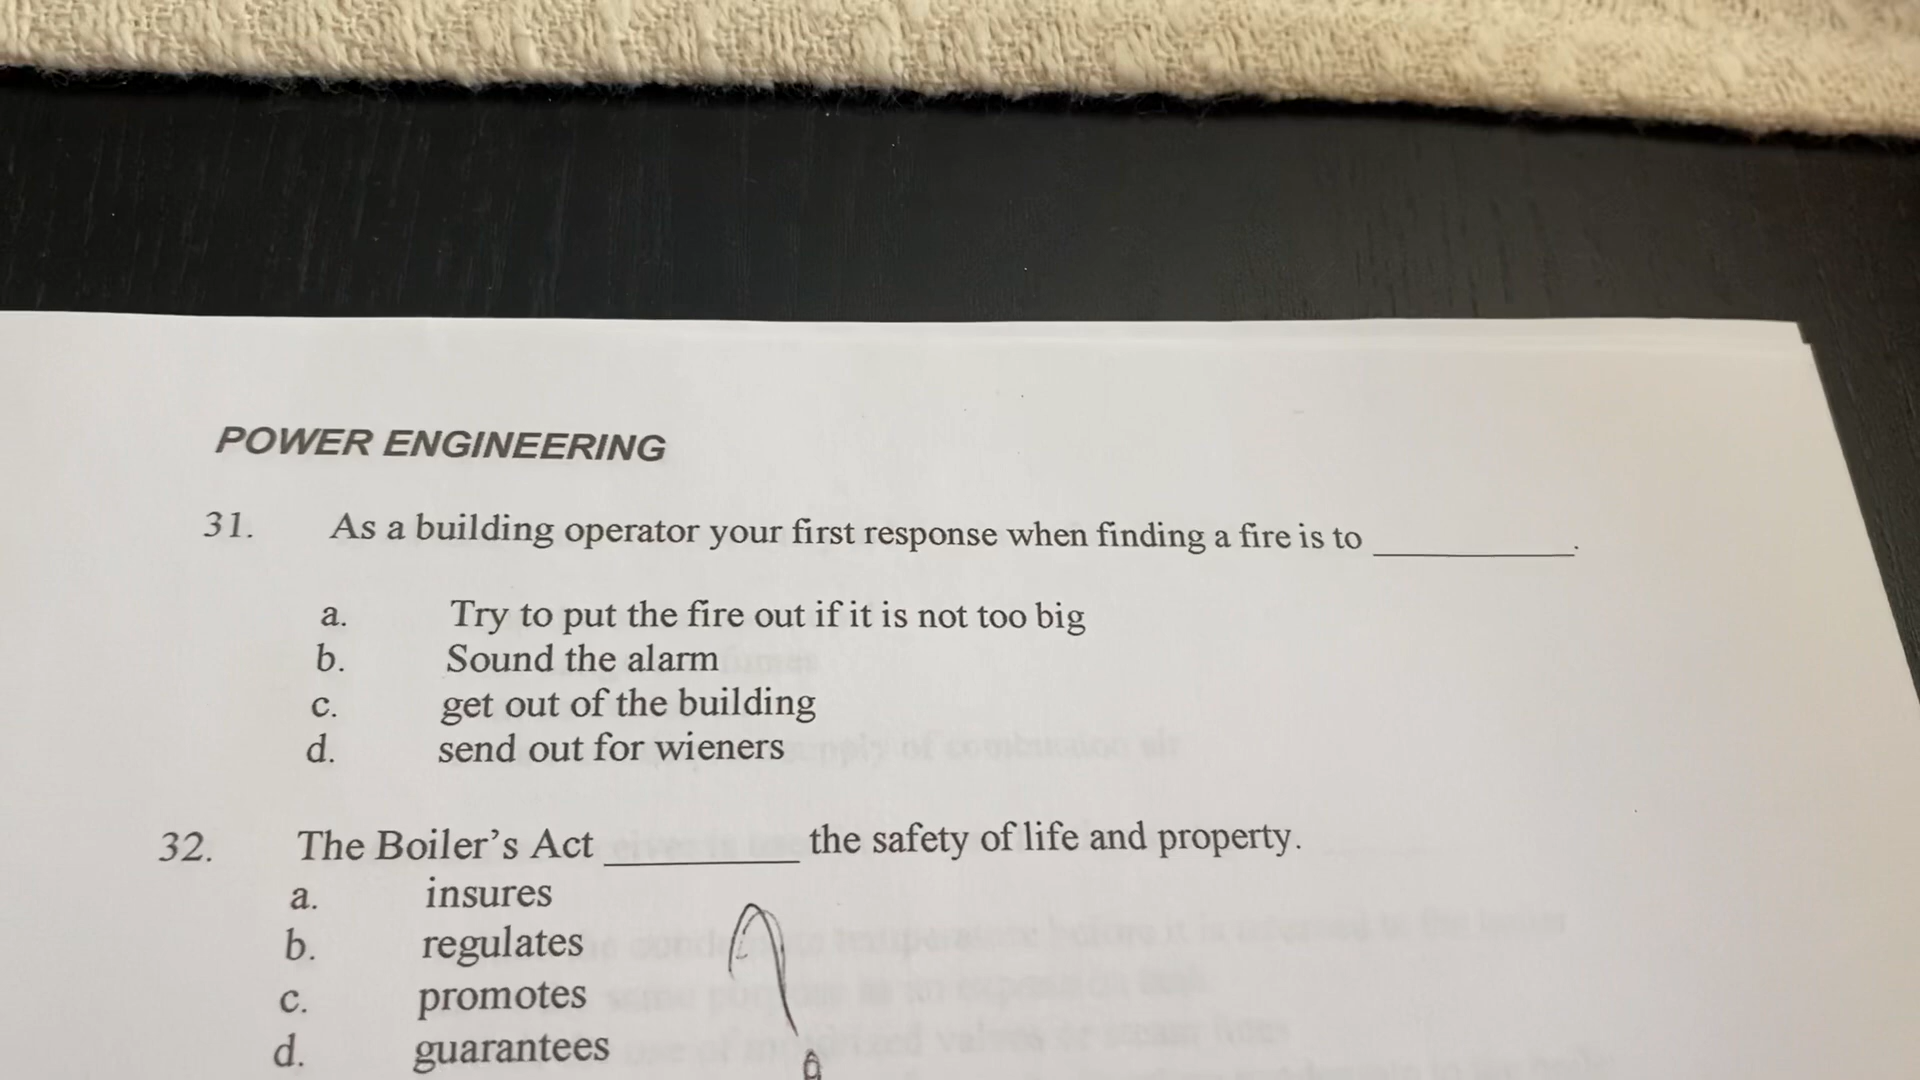 POWER ENGINEERING
31. As a building operator your first response when finding a fire is to __________.
a. Try to put the fire out if it is not too big
b. Sound the alarm
c. get out of the building
d. send out for wieners
32. The Boiler's Act __________ the safety of life and property.
a. insures
b. regulates
c. promotes
d. guarantees